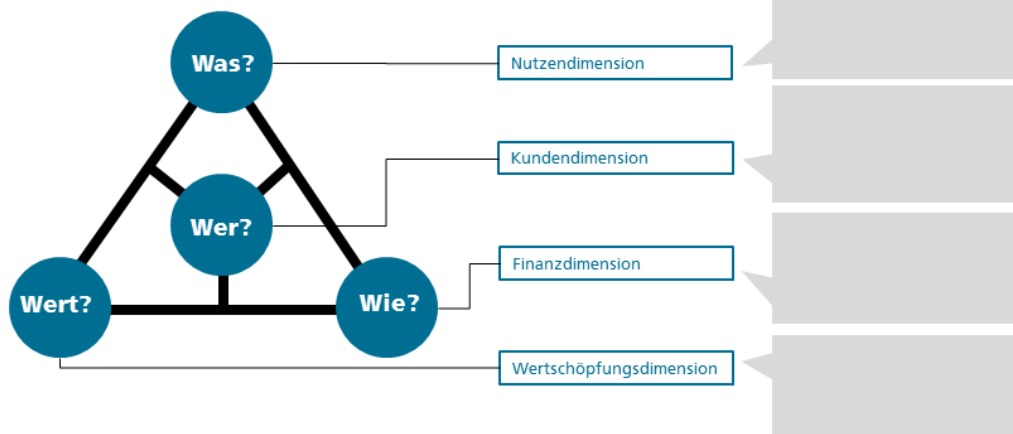 Was?
Nutzendimension
Kundendimension
Wer?
Finanzdimension
Wert?
Wie?
Wertschöpfungsdimension